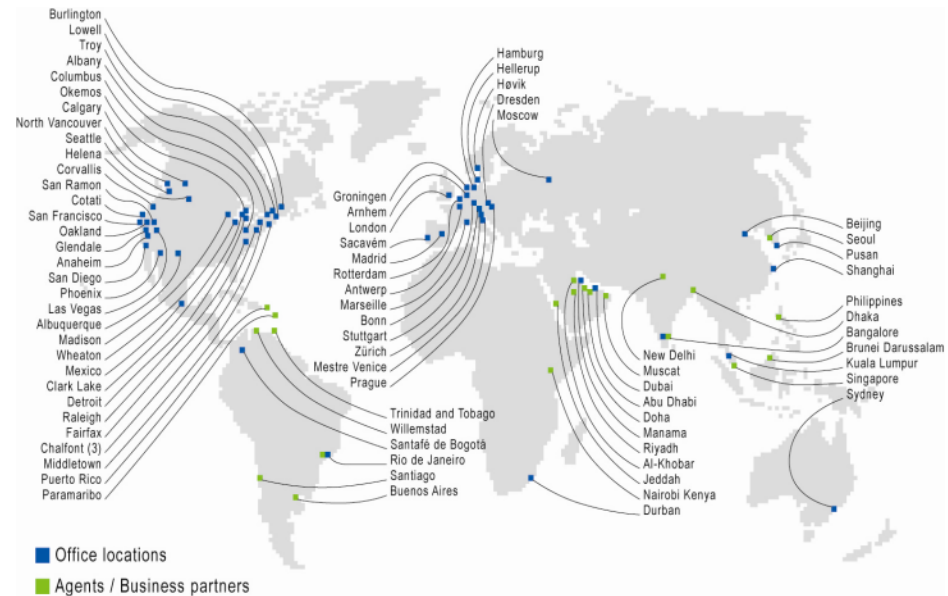 Burlington
Lowell
Troy
Albany
Columbus
Okemos
Calgary
North Vancouver
Seattle
Helena
Corvallis
San Ramon
Cotati
San Francisco
Oakland
Glendale
Anaheim
San Diego
Phoenix
Las Vegas
Albuquerque
Madison
Wheaton
Mexico
Clark Lake
Detroit
Raleigh
Fairfax
Chalfont (3)
Middletown
Puerto Rico
Paramaribo
Hamburg
Hellerup
Høvik
Dresden
Moscow
Groningen
Arnhem
London
Sacavém
Madrid
Rotterdam
Antwerp
Marseille
Bonn
Stuttgart
Zürich
Mestre Venice
Prague
Trinidad and Tobago
Willemstad
Santafé de Bogotá
Rio de Janeiro
Santiago
Buenos Aires
New Delhi
Muscat
Dubai
Abu Dhabi
Doha
Manama
Riyadh
Al-Khobar
Jeddah
Nairobi Kenya
Durban
Beijing
Seoul
Pusan
Shanghai
Philippines
Dhaka
Bangalore
Brunei Darussalam
Kuala Lumpur
Singapore
Sydney
Office locations
Agents / Business partners